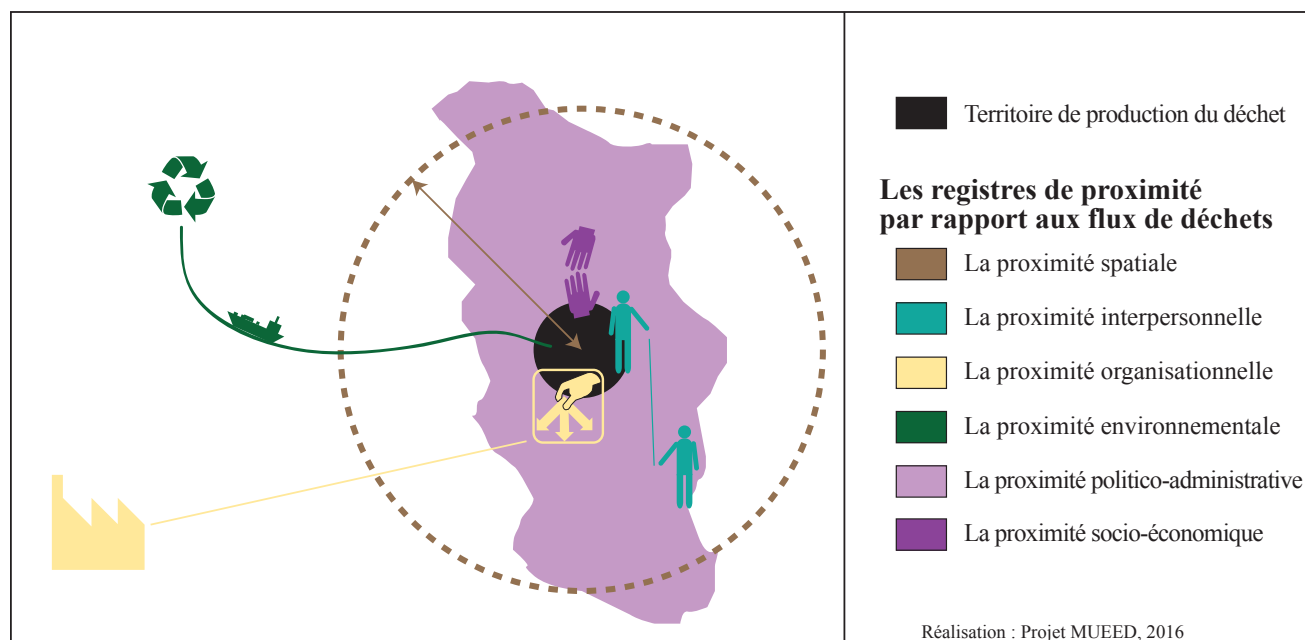 Territoire de production du déchet
Les registres de proximité
par rapport aux flux de déchets
La proximité spatiale
La proximité interpersonnelle
La proximité organisationnelle
La proximité environnementale
La proximité politico-administrative
La proximité socio-économique
Réalisation : Projet MUEED, 2016